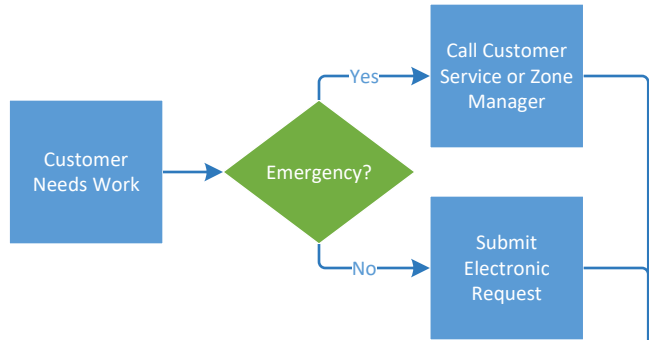 Customer
Needs Work
Emergency?
Yes
Call Customer
Service or Zone
Manager
No
Submit
Electronic
Request